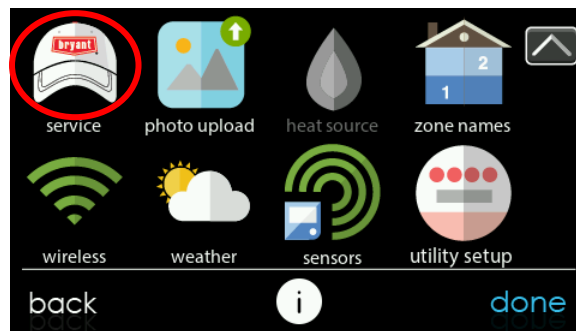 bryant
service photo upload heat source zone names
2
1
wireless weather sensors utility setup
back i done